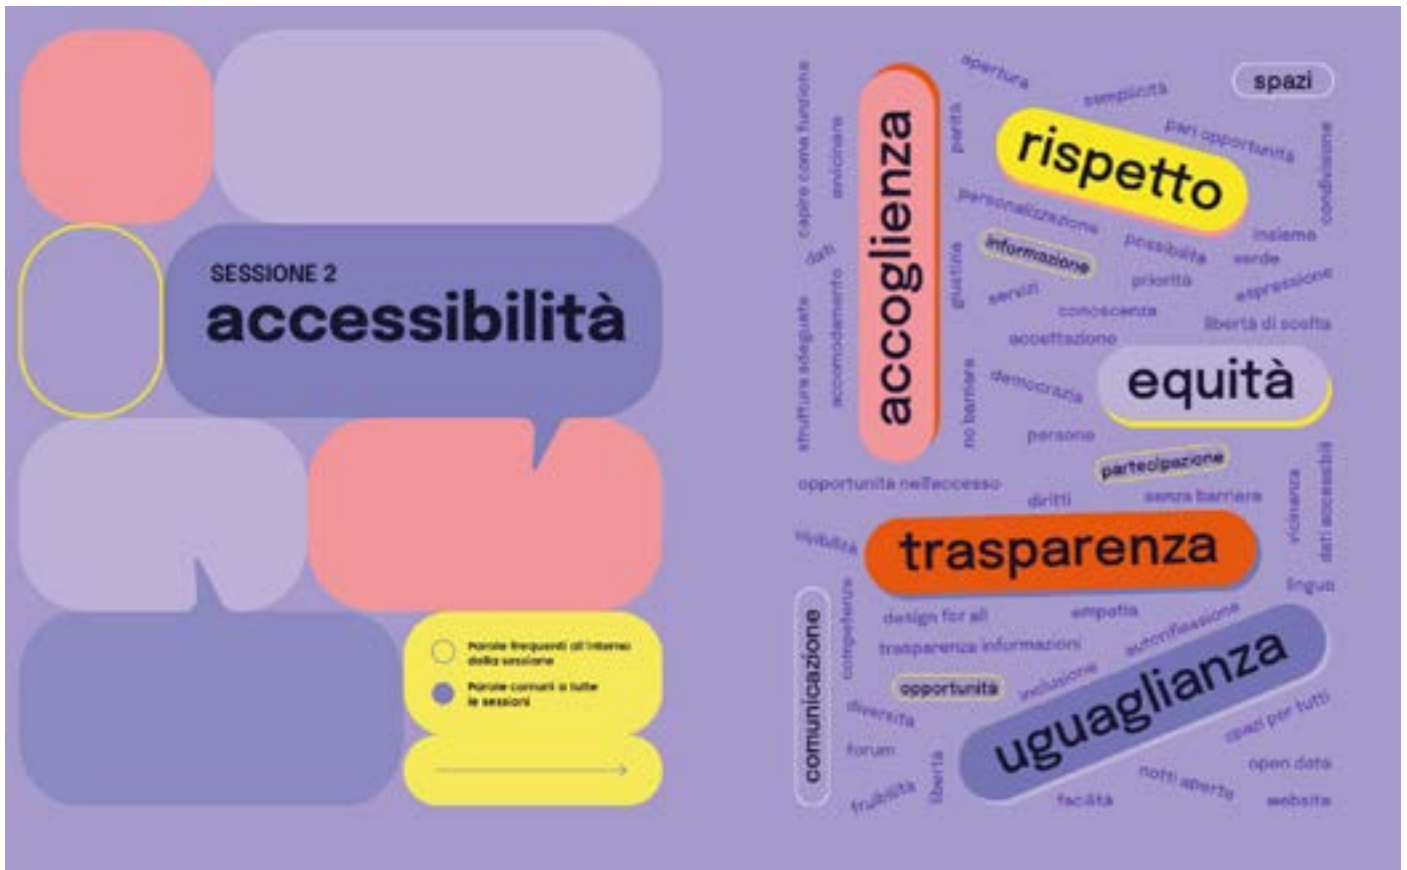 SESSIONE 2
accessibilità
Parole frequenti all'interno
della sessione
Parole comuni a tutte
le sessioni
capire come funziona
avvicinare
dati
strutture adeguate
accomodamento
accoglienza
apertura
semplicità
spazi
parità
rispetto
pari opportunità
condivisione
personalizzazione
possibilità
insieme
verde
informazione
giustizia
servizi
priorità
espressione
conoscenza
libertà di scelta
accettazione
equità
no barriere
democrazia
persone
partecipazione
opportunità nell'accesso
diritti
senza barriere
vicinanza
dati accessibili
vivibilità
trasparenza
lingua
comunicazione
competenze
design for all
empatia
autoriflessione
trasparenza informazioni
inclusione
opportunità
uguaglianza
diversità
spazi per tutti
forum
libertà
notti aperte
open data
fruibilità
facilità
website